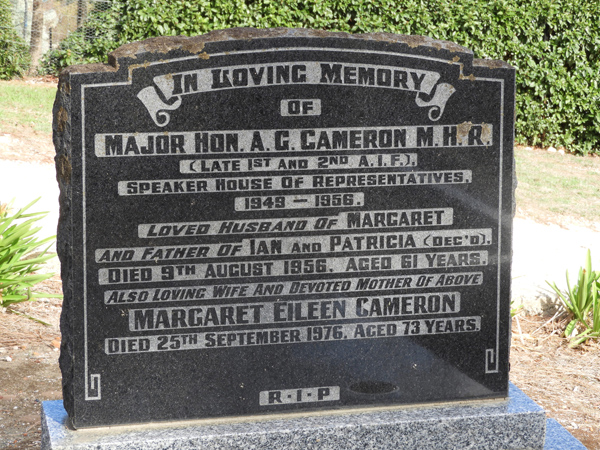 IN LOVING MEMORY
OF
MAJOR HON. A. G. CAMERON M.H.R.
(LATE 1ST AND 2ND A.I.F.).
SPEAKER HOUSE OF REPRESENTATIVES.
1949 — 1956.
LOVED HUSBAND OF MARGARET
AND FATHER OF IAN AND PATRICIA (DEC'D).
DIED 9TH AUGUST 1956. AGED 61 YEARS.
ALSO LOVING WIFE AND DEVOTED MOTHER OF ABOVE
MARGARET EILEEN CAMERON
DIED 25TH SEPTEMBER 1976. AGED 73 YEARS.
R·I·P